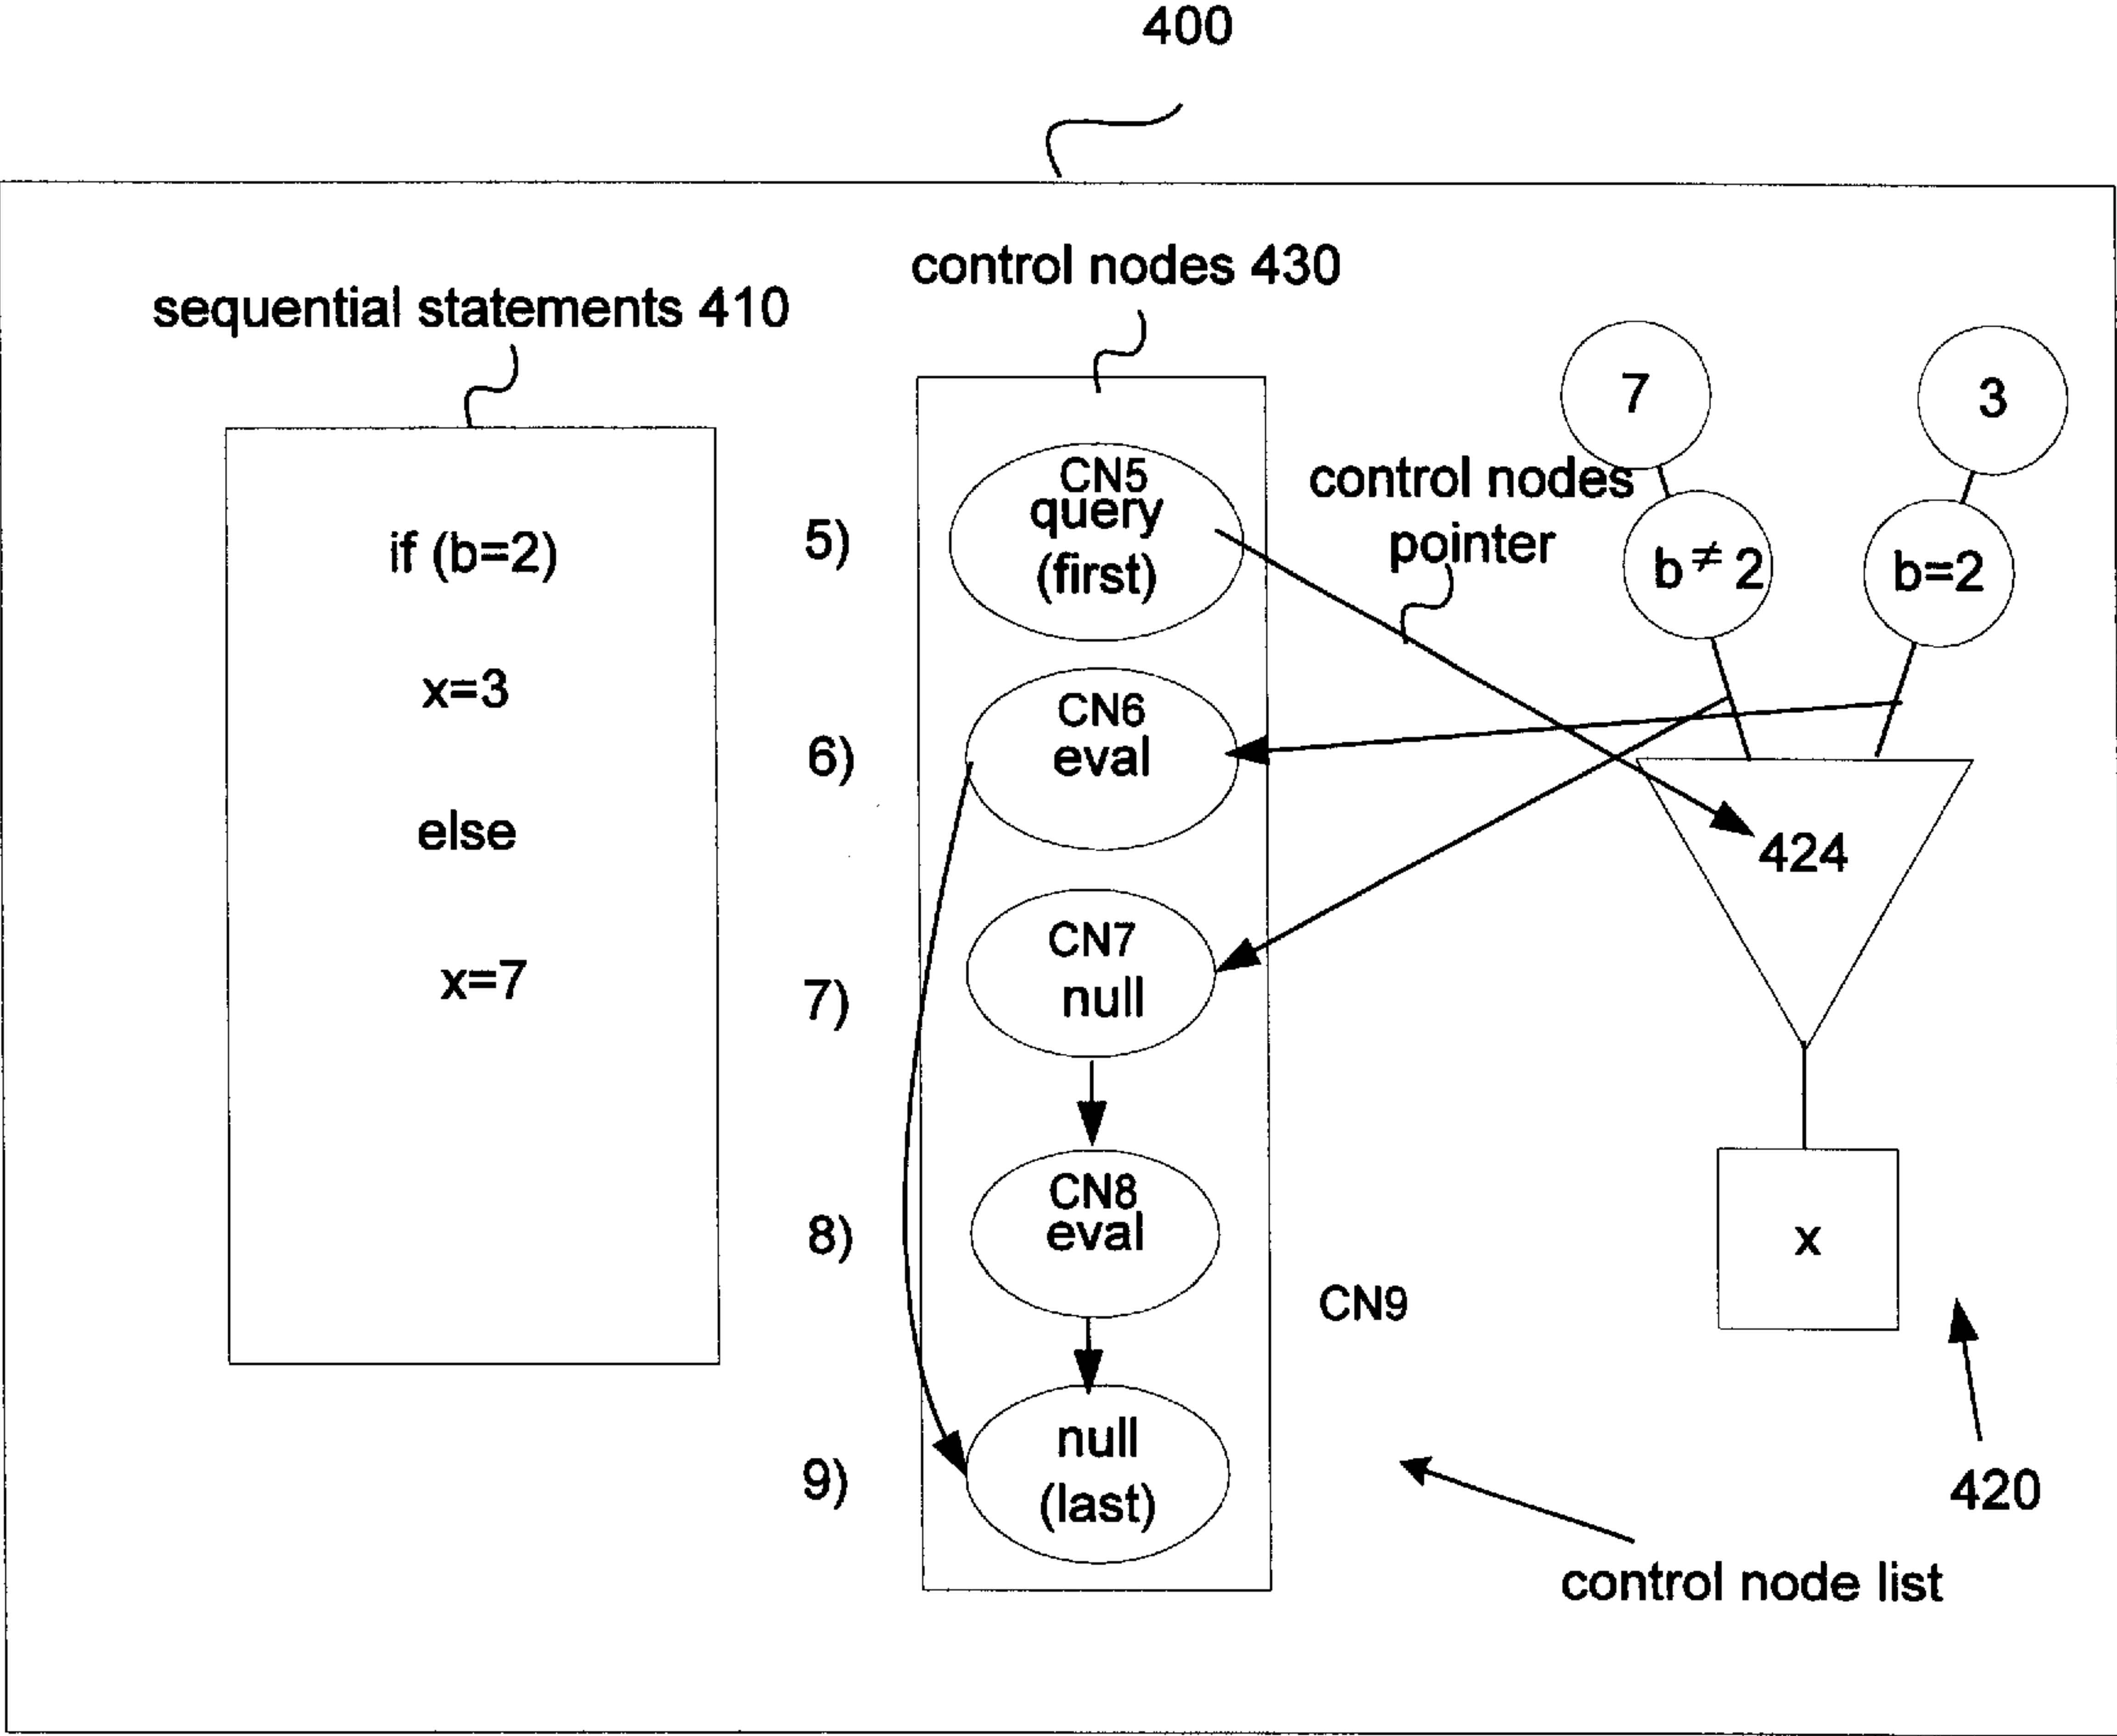 400
sequential statements 410
if (b=2)
x=3
else
x=7
control nodes 430
5)
CN5
query
(first)
6)
CN6
eval
7)
CN7
null
8)
CN8
eval
CN9
9)
null
(last)
control nodes
pointer
7
3
b≠2
b=2
424
x
420
control node list